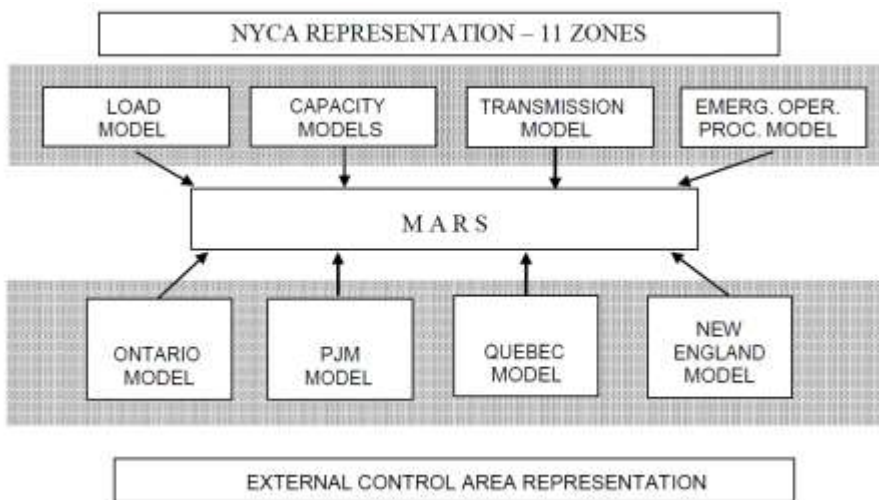 NYCA REPRESENTATION – 11 ZONES
LOAD
MODEL
CAPACITY
MODELS
TRANSMISSION
MODEL
EMERG. OPER.
PROC. MODEL
M A R S
ONTARIO
MODEL
PJM
MODEL
QUEBEC
MODEL
NEW
ENGLAND
MODEL
EXTERNAL CONTROL AREA REPRESENTATION